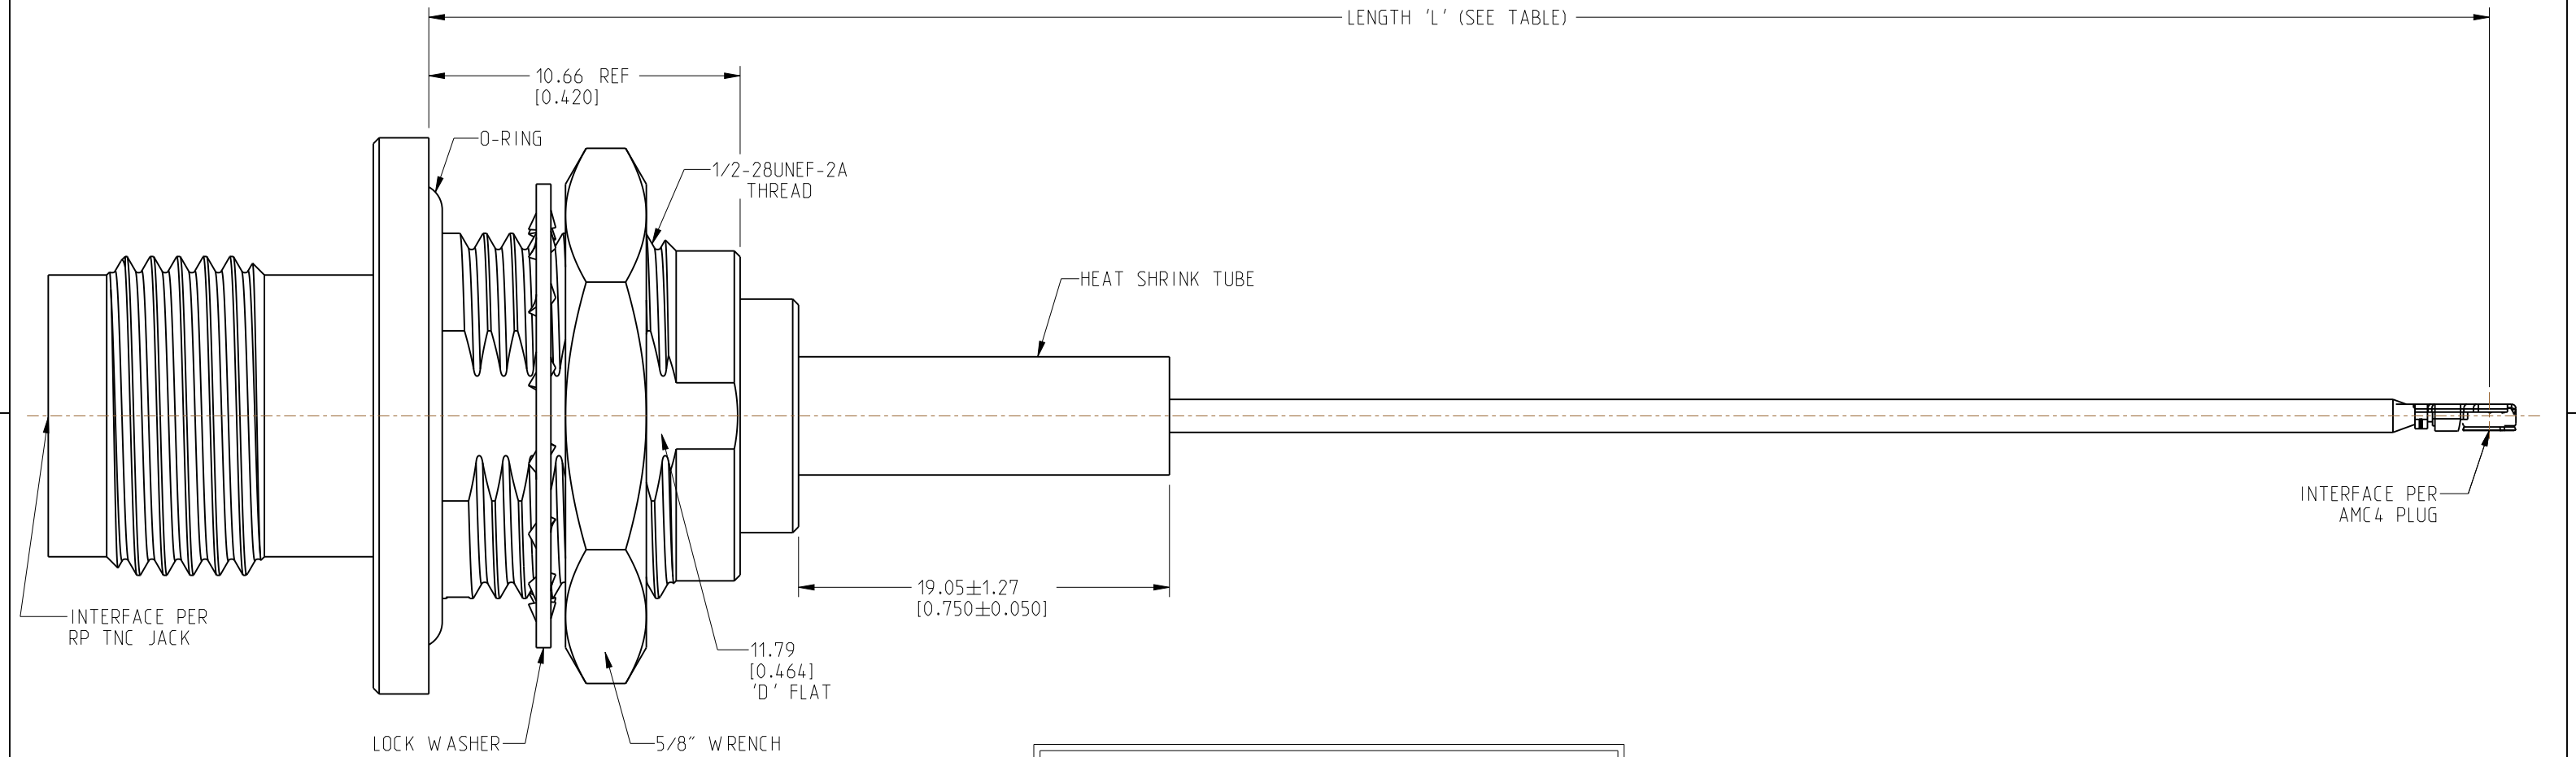 LENGTH 'L' (SEE TABLE)
10.66 REF
[0.420]
O-RING
1/2-28UNEF-2A
THREAD
HEAT SHRINK TUBE
INTERFACE PER
AMC4 PLUG
19.05±1.27
[0.750±0.050]
INTERFACE PER
RP TNC JACK
11.79
[0.464]
'D' FLAT
LOCK WASHER
5/8" WRENCH